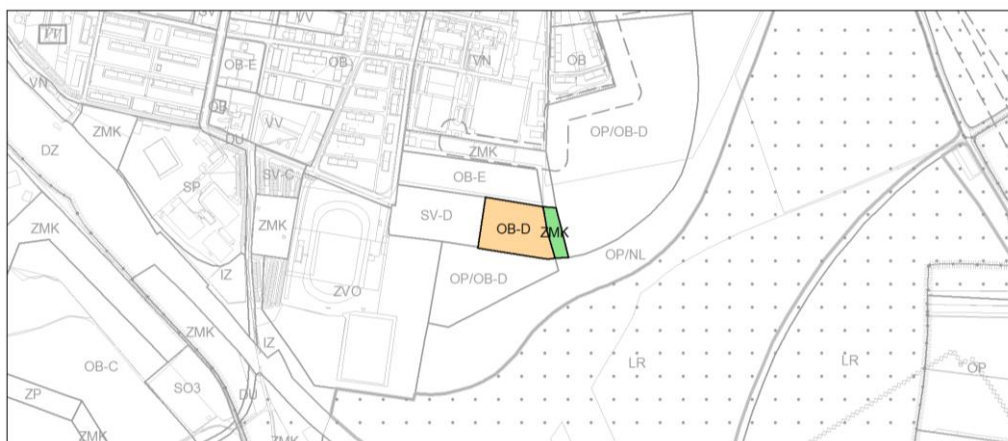 SV
VV
VN
OB
OB-E
OB
VN
ZMK
OB
VV
DU
OP/OB-D
ZMK
DZ
OB-E
SV-C
SP
ZMK
SV-D
OB-D
ZMK
ZMK
OP/NL
IZ
OP/OB-D
ZVO
ZMK
IZ
LR
LR
OP
OB-C
SO3
ZP
DU
ZMK
ZMK